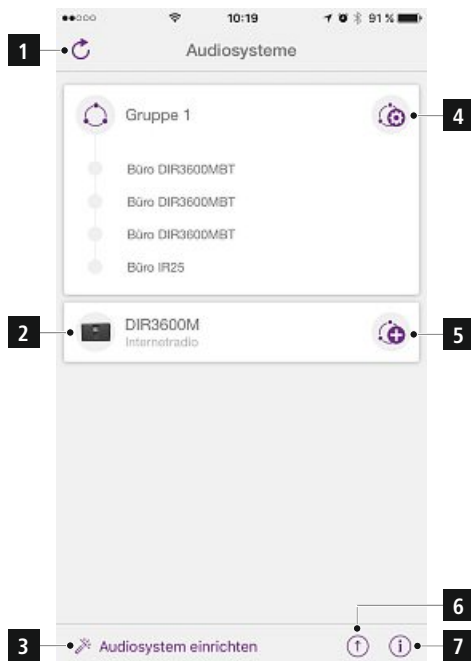 10:19
91 %
1
Audiosysteme
Gruppe 1
4
Büro DIR3600MBT
Büro DIR3600MBT
Büro DIR3600MBT
Büro IR25
2
DIR3600M
Internetradio
5
6
3
Audiosystem einrichten
7